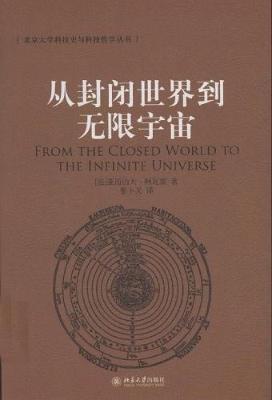 北京大学科技史与科技哲学丛书
从封闭世界到
无限宇宙
FROM THE CLOSED WORLD TO
THE INFINITE UNIVERSE
[法]亚历山大·柯瓦雷 著
张卜天 译
北京大学出版社